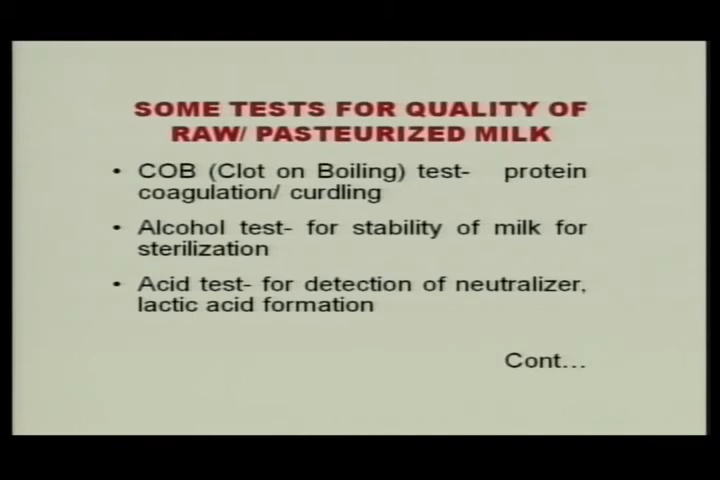 SOME TESTS FOR QUALITY OF
RAW/ PASTEURIZED MILK
• COB (Clot on Boiling) test- protein
coagulation/ curdling
• Alcohol test- for stability of milk for
sterilization
• Acid test- for detection of neutralizer,
lactic acid formation
Cont...